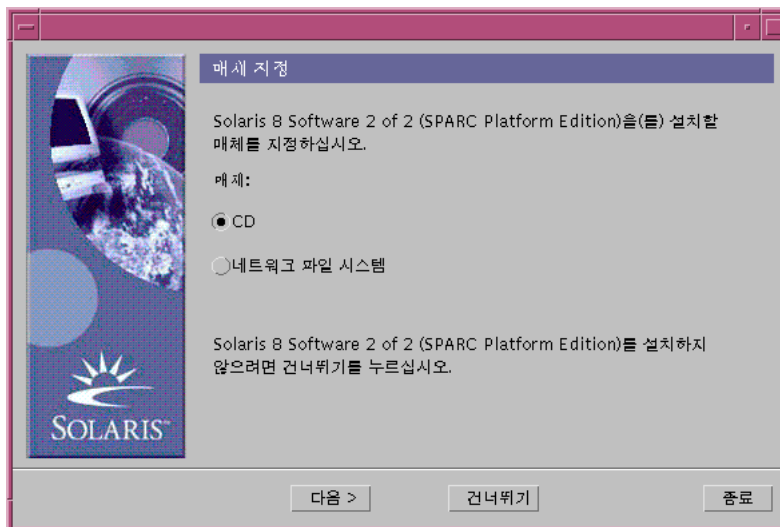 매체 지정
Solaris 8 Software 2 of 2 (SPARC Platform Edition)을(를) 설치할
매체를 지정하십시오.
매체:
CD
네트워크 파일 시스템
Solaris 8 Software 2 of 2 (SPARC Platform Edition)를 설치하지
않으려면 건너뛰기를 누르십시오.
SOLARIS™
다음 >
건너뛰기
종료